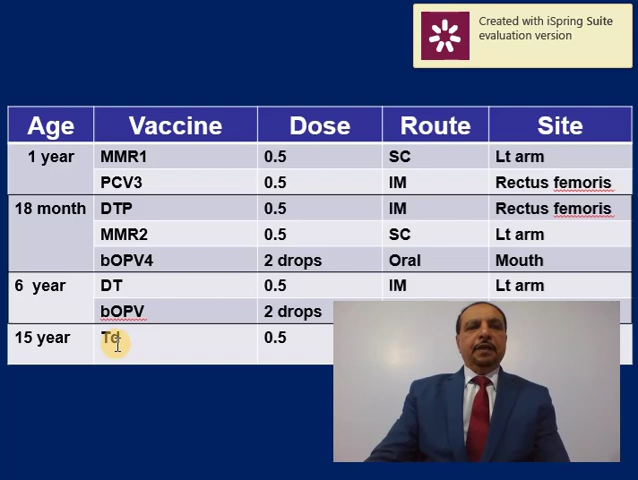 Created with iSpring Suite
evaluation version
Age Vaccine Dose Route Site
1 year MMR1 0.5 SC Lt arm
PCV3 0.5 IM Rectus femoris
18 month DTP 0.5 IM Rectus femoris
MMR2 0.5 SC Lt arm
bOPV4 2 drops Oral Mouth
6 year DT 0.5 IM Lt arm
bOPV 2 drops
15 year Td 0.5